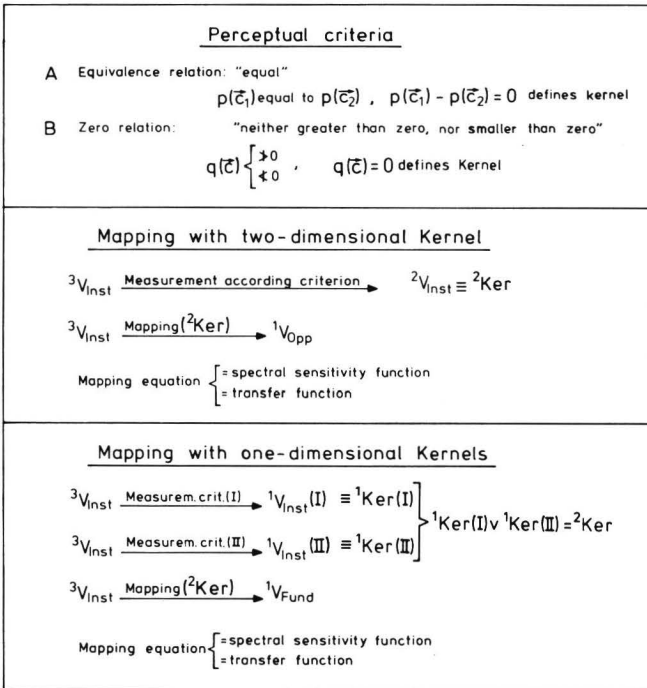 Perceptual criteria
A Equivalence relation: "equal"
p(c⃗₁) equal to p(c⃗₂) , p(c⃗₁) - p(c⃗₂) = 0 defines kernel
B Zero relation: "neither greater than zero, nor smaller than zero"
q(c⃗) { ≯0 ≮0 , q(c⃗) = 0 defines Kernel
Mapping with two-dimensional Kernel
³V_Inst Measurement according criterion → ²V_Inst ≡ ²Ker
³V_Inst Mapping(²Ker) → ¹V_Opp
Mapping equation { = spectral sensitivity function
= transfer function
Mapping with one-dimensional Kernels
³V_Inst Measurem.crit.(I) → ¹V_Inst(I) ≡ ¹Ker(I)
³V_Inst Measurem.crit.(II) → ¹V_Inst(II) ≡ ¹Ker(II) } ¹Ker(I) v ¹Ker(II) = ²Ker
³V_Inst Mapping(²Ker) → ¹V_Fund
Mapping equation { = spectral sensitivity function
= transfer function